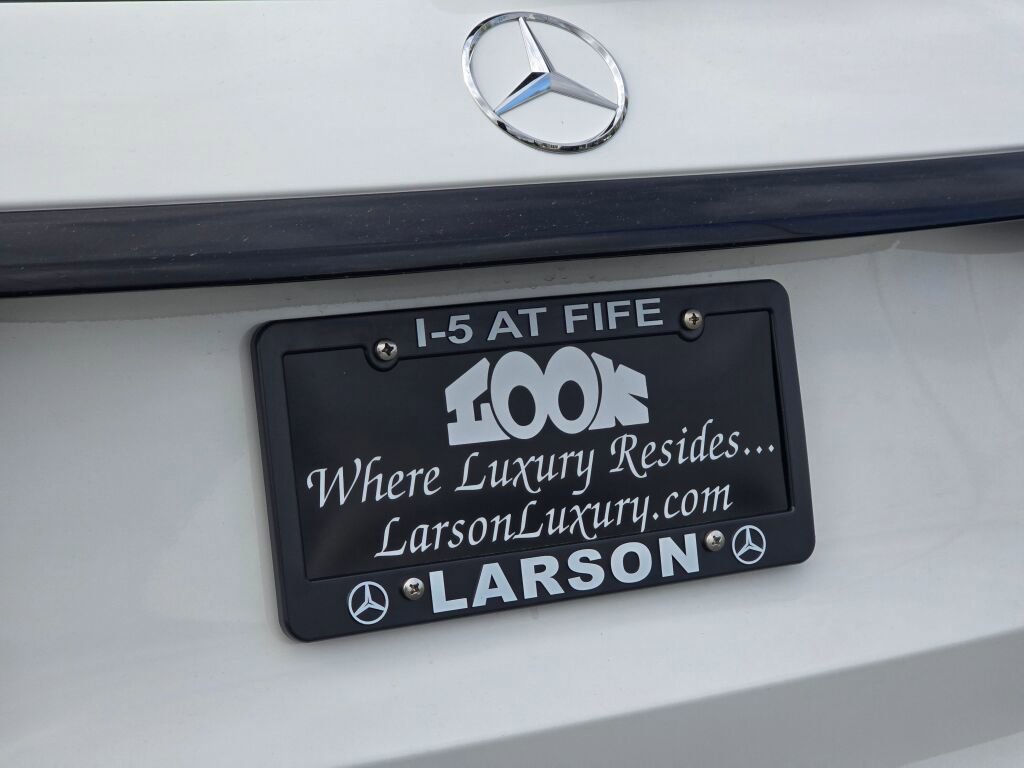 I-5 AT FIFE
LOOK
Where Luxury Resides...
LarsonLuxury.com
LARSON